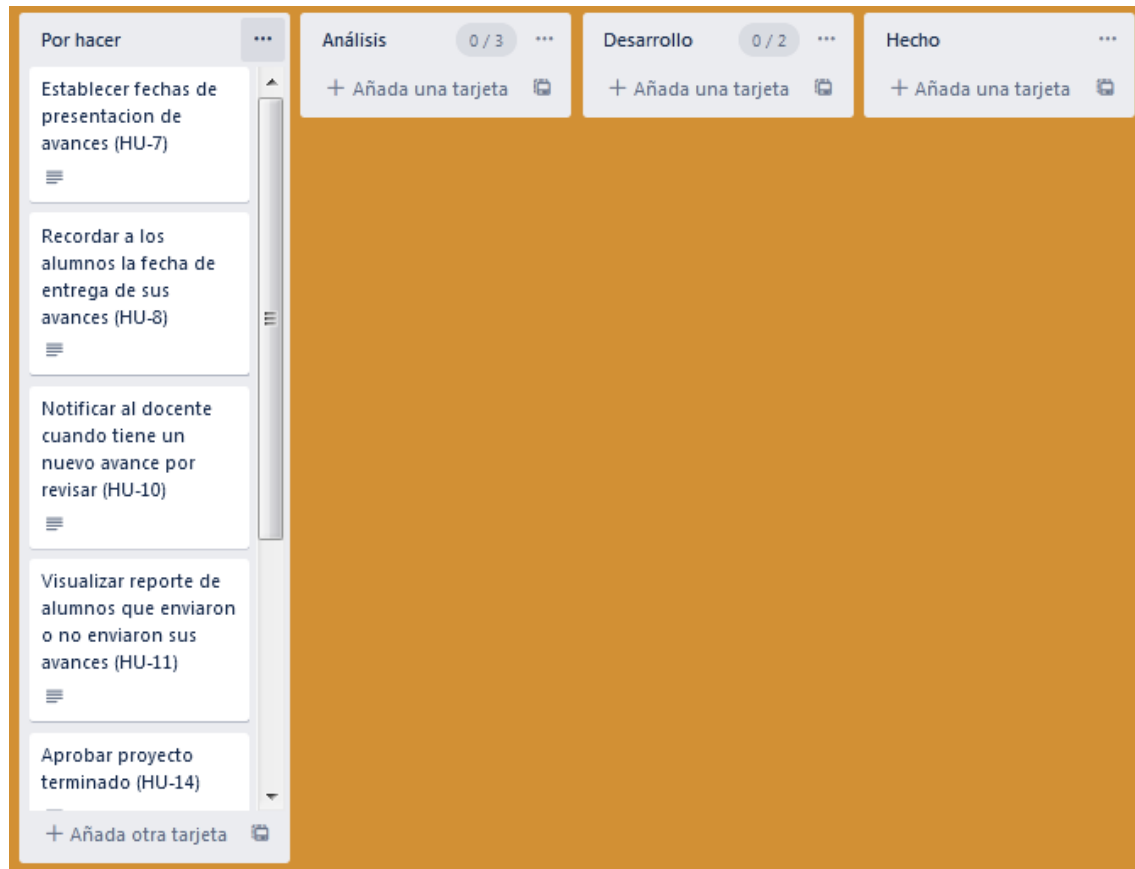 Por hacer
Establecer fechas de
presentacion de
avances (HU-7)
Recordar a los
alumnos la fecha de
entrega de sus
avances (HU-8)
Notificar al docente
cuando tiene un
nuevo avance por
revisar (HU-10)
Visualizar reporte de
alumnos que enviaron
o no enviaron sus
avances (HU-11)
Aprobar proyecto
terminado (HU-14)
+ Añada otra tarjeta
Análisis 0 / 3
+ Añada una tarjeta
Desarrollo 0 / 2
+ Añada una tarjeta
Hecho
+ Añada una tarjeta